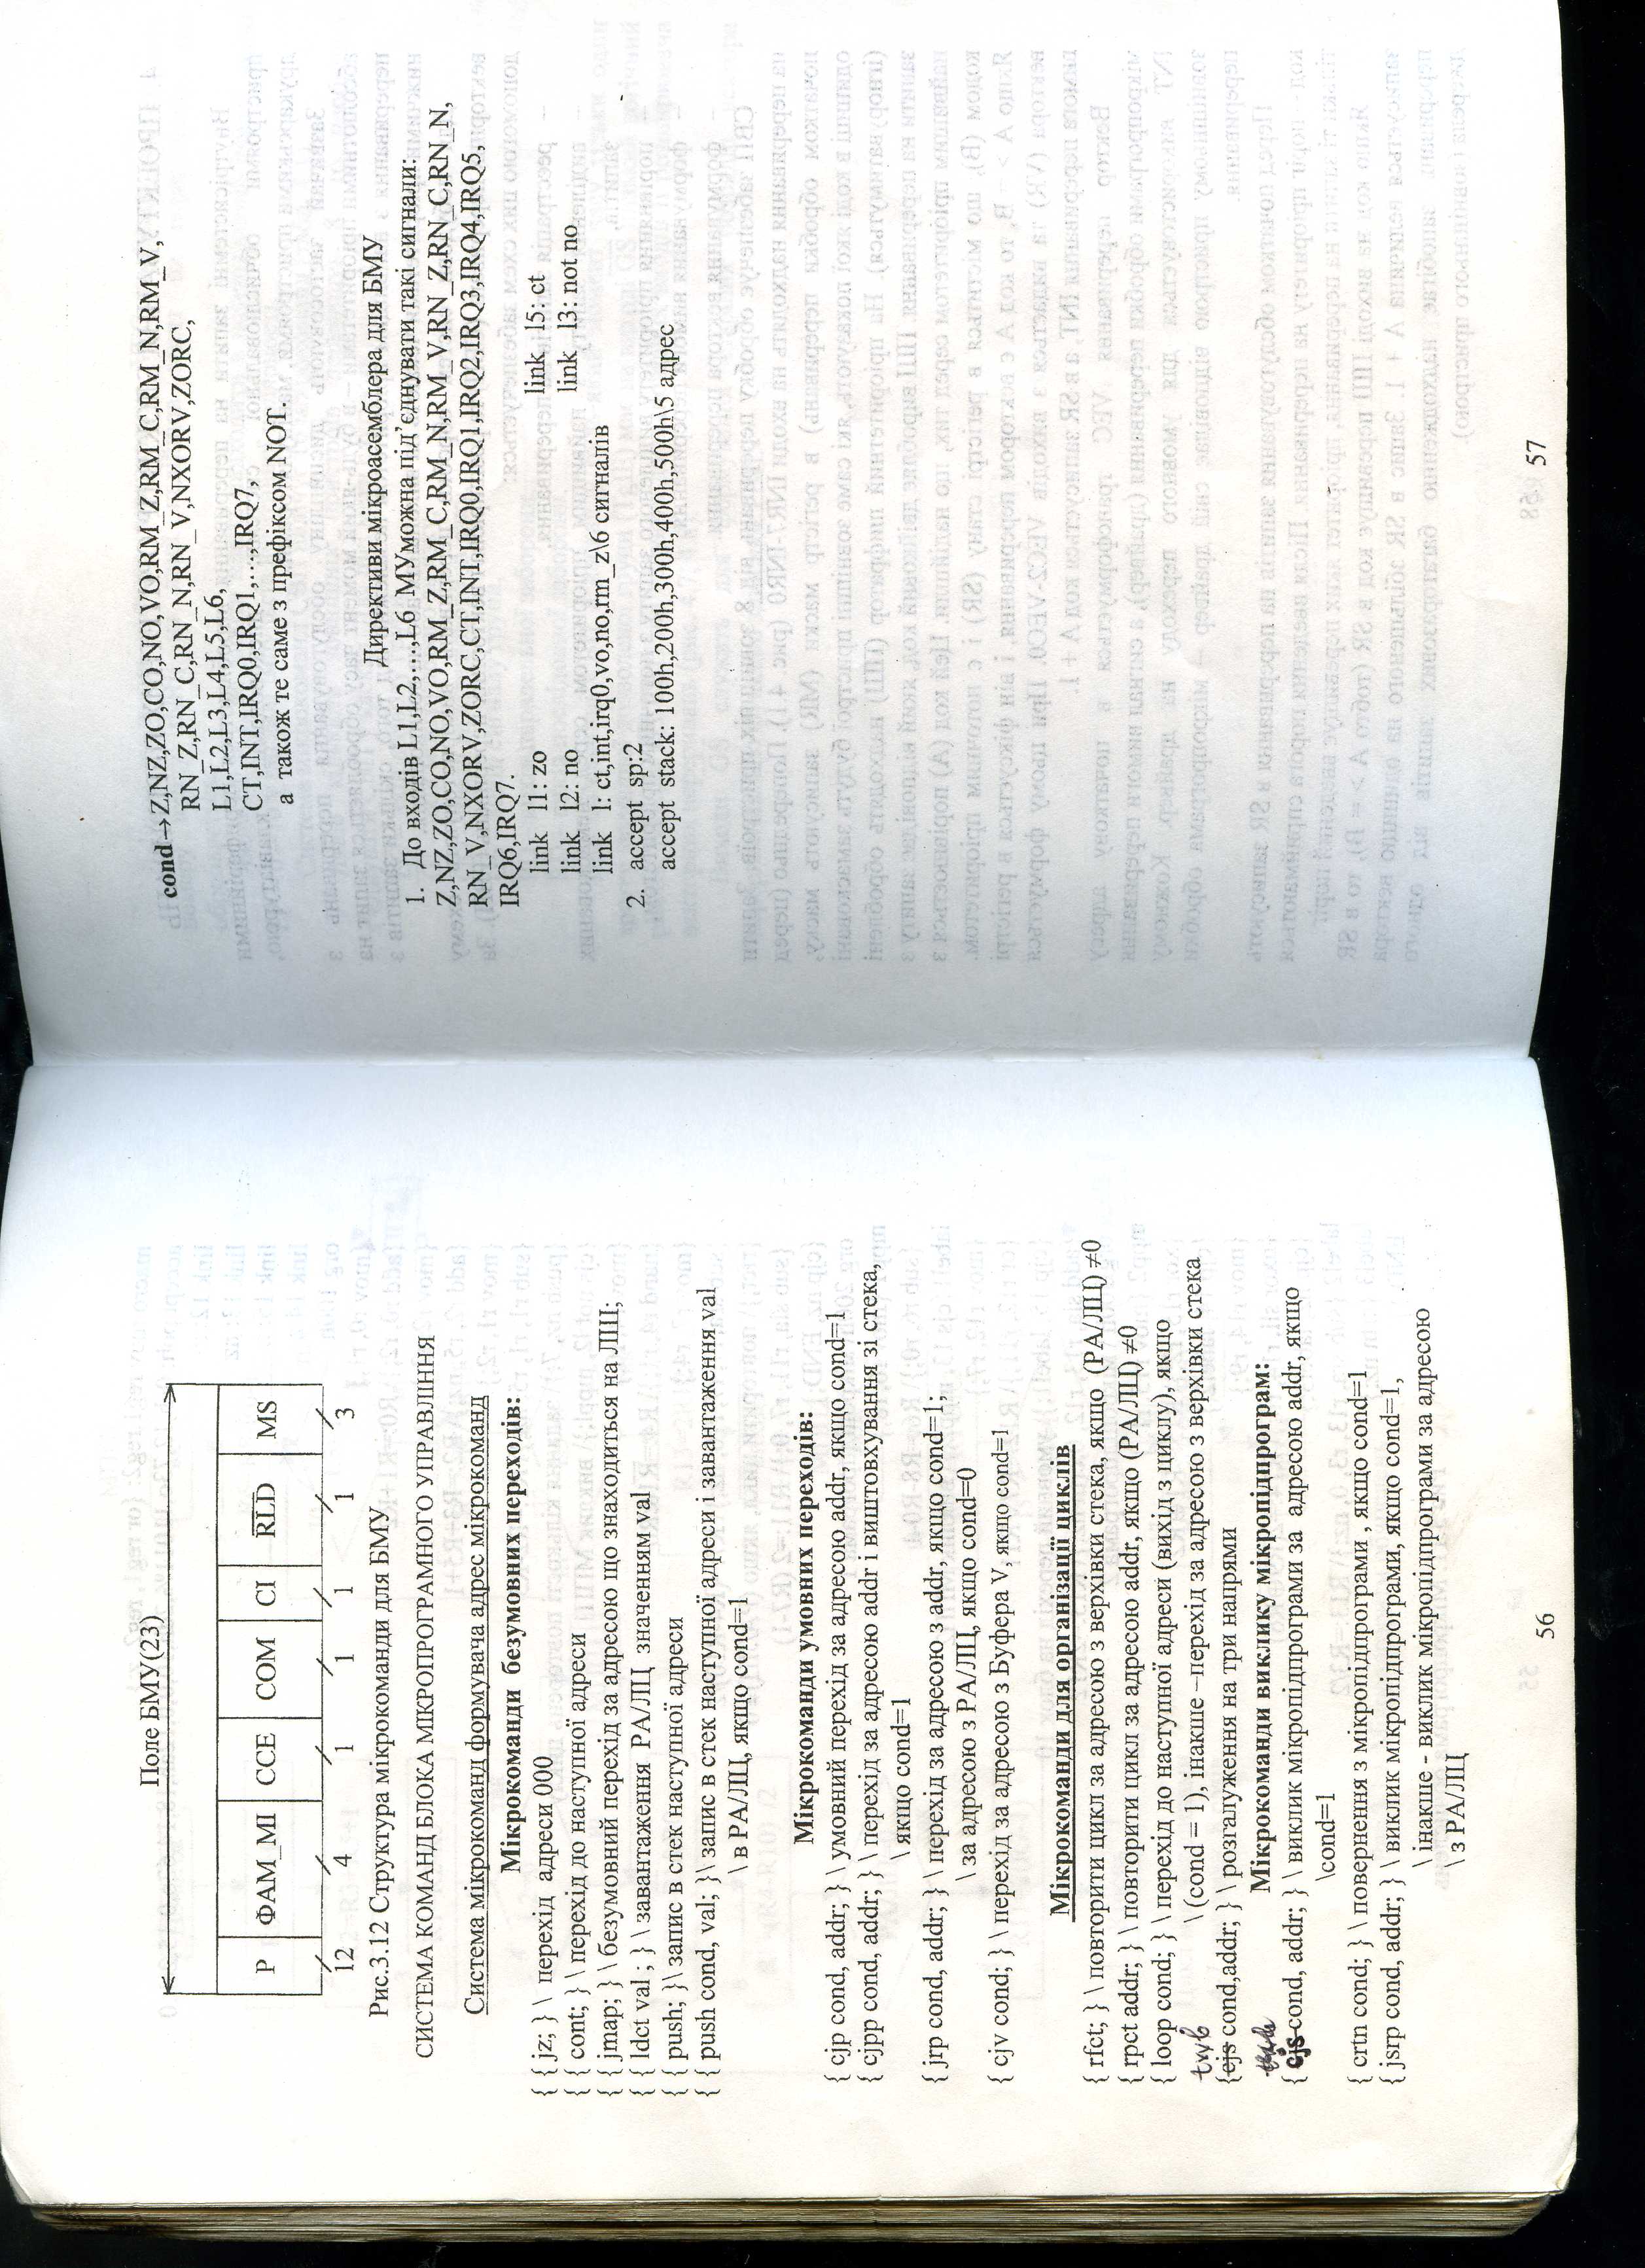 Поле БМУ(23)
P ФАМ_MI CCE COM CI RLD MS
12 4 1 1 1 1 3
Рис.3.12 Структура мікрокоманди для БМУ
СИСТЕМА КОМАНД БЛОКА МІКРОПРОГРАМНОГО УПРАВЛІННЯ
Система мікрокоманд формувача адрес мікрокоманд
Мікрокоманди безумовних переходів:
{ { jz; } \ перехід адреси 000
{ { cont; } \ перехід до наступної адреси
{ { jmap; } \ безумовний перехід за адресою що знаходиться на ЛШ;
{ { ldct val ; } \ завантаження РА/ЛЦ значенням val
{ { push; }\ запис в стек наступної адреси
{ { push cond, val; }\ запис в стек наступної адреси і завантаження val
\ в РА/ЛЦ, якщо cond=1
Мікрокоманди умовних переходів:
{ cjp cond, addr; } \ умовний перехід за адресою addr, якщо cond=1
{ cjpp cond, addr; } \ перехід за адресою addr і виштовхування зі стека,
\ якщо cond=1
{ jrp cond, addr; } \ перехід за адресою з addr, якщо cond=1;
\ за адресою з РА/ЛЦ, якщо cond=0
{ cjv cond; } \ перехід за адресою з Буфера V, якщо cond=1
Мікрокоманди для організації циклів
{ rfct; } \ повторити цикл за адресою з верхівки стека, якщо (РА/ЛЦ) ≠0
{ rpct addr; } \ повторити цикл за адресою addr, якщо (РА/ЛЦ) ≠0
{ loop cond; } \ перехід до наступної адреси (вихід з циклу), якщо
\ (cond = 1), інакше –перехід за адресою з верхівки стека
twb
{cjs cond,addr; } \ розгалуження на три напрями
Мікрокоманди виклику мікропідпрограм:
{ cjs cond, addr; } \ виклик мікропідпрограми за адресою addr, якщо
\cond=1
{ crtn cond; } \ повернення з мікропідпрограми , якщо cond=1
{ jsrp cond, addr; } \ виклик мікропідпрограми, якщо cond=1,
\ інакше - виклик мікропідпрограми за адресою
\ з РА/ЛЦ
56
cond→Z,NZ,ZO,CO,NO,VO,RM_Z,RM_C,RM_N,RM_V,
RN_Z,RN_C,RN_N,RN_V,NXORV,ZORC,
L1,L2,L3,L4,L5,L6,
CT,INT,IRQ0,IRQ1,…,IRQ7,
а також те саме з префіксом NOT.
Директиви мікроасемблера для БМУ
1. До входів L1,L2,…,L6 МУможна під’єднувати такі сигнали:
Z,NZ,ZO,CO,NO,VO,RM_Z,RM_C,RM_N,RM_V,RN_Z,RN_C,RN_N,
RN_V,NXORV,ZORC,CT,INT,IRQ0,IRQ1,IRQ2,IRQ3,IRQ4,IRQ5,
IRQ6,IRQ7.
link l1: zo link l5: ct
link l2: no link l3: not no
link l: ct,int,irq0,vo,no,rm_z\6 сигналів
2. accept sp:2
accept stack: 100h,200h,300h,400h,500h\5 адрес
57